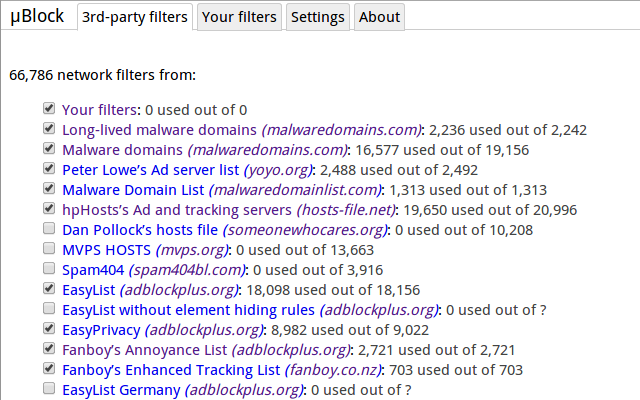 µBlock 3rd-party filters Your filters Settings About
66,786 network filters from:
Your filters: 0 used out of 0
Long-lived malware domains (malwaredomains.com): 2,236 used out of 2,242
Malware domains (malwaredomains.com): 16,577 used out of 19,156
Peter Lowe’s Ad server list (yoyo.org): 2,488 used out of 2,492
Malware Domain List (malwaredomainlist.com): 1,313 used out of 1,313
hpHosts’s Ad and tracking servers (hosts-file.net): 19,650 used out of 20,996
Dan Pollock’s hosts file (someonewhocares.org): 0 used out of 10,208
MVPS HOSTS (mvps.org): 0 used out of 13,663
Spam404 (spam404bl.com): 0 used out of 3,916
EasyList (adblockplus.org): 18,098 used out of 18,156
EasyList without element hiding rules (adblockplus.org): 0 used out of ?
EasyPrivacy (adblockplus.org): 8,982 used out of 9,022
Fanboy’s Annoyance List (adblockplus.org): 2,721 used out of 2,721
Fanboy’s Enhanced Tracking List (fanboy.co.nz): 703 used out of 703
EasyList Germany (adblockplus.org): 0 used out of ?